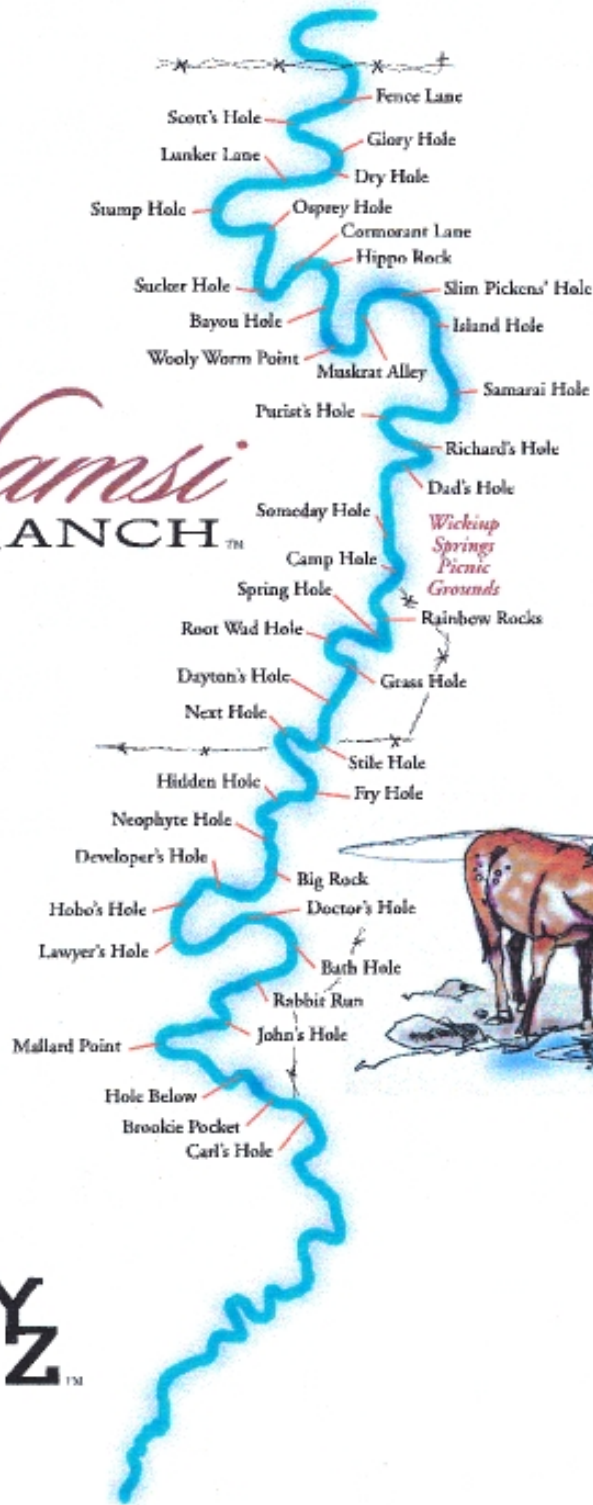 Fence Lane
Scott's Hole
Glory Hole
Lunker Lane
Dry Hole
Stump Hole
Osprey Hole
Cormorant Lane
Hippo Rock
Sucker Hole
Slim Pickens' Hole
Bayou Hole
Island Hole
Wooly Worm Point
Muskrat Alley
Samarai Hole
Purist's Hole
Richard's Hole
amsi
ANCH™
Dad's Hole
Someday Hole
Wickiup
Springs
Picnic
Grounds
Camp Hole
Spring Hole
Rainbow Rocks
Root Wad Hole
Dayton's Hole
Grass Hole
Next Hole
Stile Hole
Hidden Hole
Fry Hole
Neophyte Hole
Developer's Hole
Big Rock
Hobo's Hole
Doctor's Hole
Lawyer's Hole
Bath Hole
Rabbit Run
John's Hole
Mallard Point
Hole Below
Brookie Pocket
Carl's Hole
Y
Z™